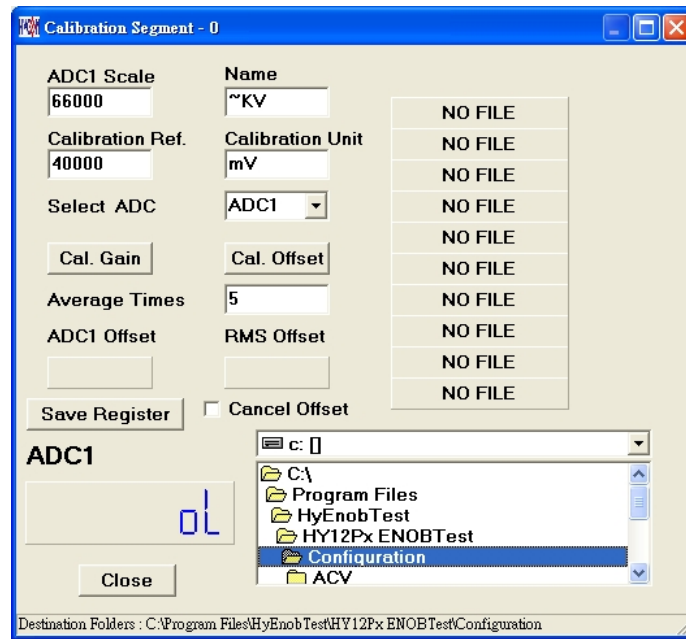 Calibration Segment - 0
ADC1 Scale
Name
66000
~KV
Calibration Ref.
Calibration Unit
40000
mV
Select ADC
ADC1
Cal. Gain
Cal. Offset
Average Times
5
ADC1 Offset
RMS Offset
Save Register
Cancel Offset
NO FILE
NO FILE
NO FILE
NO FILE
NO FILE
NO FILE
NO FILE
NO FILE
NO FILE
NO FILE
ADC1
oL
Close
c: []
C:\
Program Files
HyEnobTest
HY12Px ENOBTest
Configuration
ACV
Destination Folders : C:\Program Files\HyEnobTest\HY12Px ENOBTest\Configuration